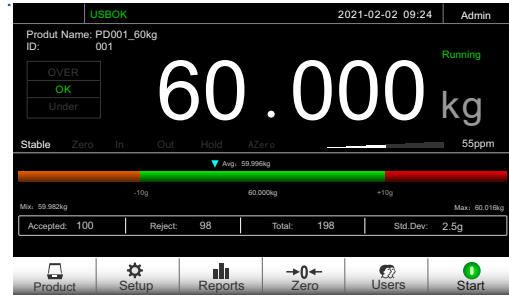 USBOK 2021-02-02 09:24 Admin
Produt Name: PD001_60kg
ID: 001
Running
OVER
OK
Under
60.000 kg
Stable Zero In Out Hold AZero 55ppm
Avg: 59.996kg
-10g 60.000kg +10g
Mix: 59.982kg Max: 60.016kg
Accepted: 100 Reject: 98 Total: 198 Std.Dev: 2.5g
Product Setup Reports →0← Zero Users Start